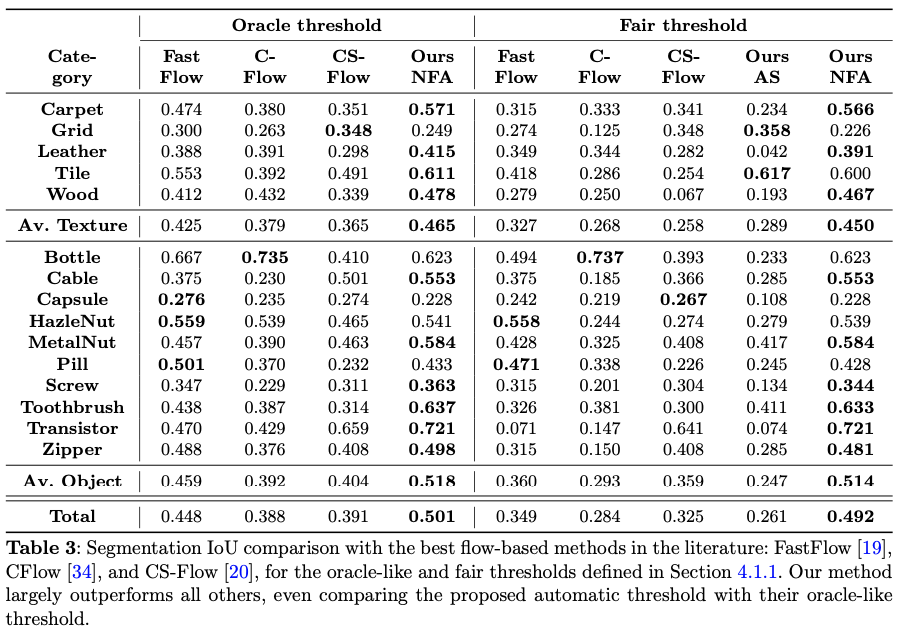 Oracle threshold Fair threshold
Cate- Fast C- CS- Ours Fast C- CS- Ours Ours
gory Flow Flow Flow NFA Flow Flow Flow AS NFA
Carpet 0.474 0.380 0.351 0.571 0.315 0.333 0.341 0.234 0.566
Grid 0.300 0.263 0.348 0.249 0.274 0.125 0.348 0.358 0.226
Leather 0.388 0.391 0.298 0.415 0.349 0.344 0.282 0.042 0.391
Tile 0.553 0.392 0.491 0.611 0.418 0.286 0.254 0.617 0.600
Wood 0.412 0.432 0.339 0.478 0.279 0.250 0.067 0.193 0.467
Av. Texture 0.425 0.379 0.365 0.465 0.327 0.268 0.258 0.289 0.450
Bottle 0.667 0.735 0.410 0.623 0.494 0.737 0.393 0.233 0.623
Cable 0.375 0.230 0.501 0.553 0.375 0.185 0.366 0.285 0.553
Capsule 0.276 0.235 0.274 0.228 0.242 0.219 0.267 0.108 0.228
HazleNut 0.559 0.539 0.465 0.541 0.558 0.244 0.274 0.279 0.539
MetalNut 0.457 0.390 0.463 0.584 0.428 0.325 0.408 0.417 0.584
Pill 0.501 0.370 0.232 0.433 0.471 0.338 0.226 0.245 0.428
Screw 0.347 0.229 0.311 0.363 0.315 0.201 0.304 0.134 0.344
Toothbrush 0.438 0.387 0.314 0.637 0.326 0.381 0.300 0.411 0.633
Transistor 0.470 0.429 0.659 0.721 0.071 0.147 0.641 0.074 0.721
Zipper 0.488 0.376 0.408 0.498 0.315 0.150 0.408 0.285 0.481
Av. Object 0.459 0.392 0.404 0.518 0.360 0.293 0.359 0.247 0.514
Total 0.448 0.388 0.391 0.501 0.349 0.284 0.325 0.261 0.492
Table 3: Segmentation IoU comparison with the best flow-based methods in the literature: FastFlow [19],
CFlow [34], and CS-Flow [20], for the oracle-like and fair thresholds defined in Section 4.1.1. Our method
largely outperforms all others, even comparing the proposed automatic threshold with their oracle-like
threshold.